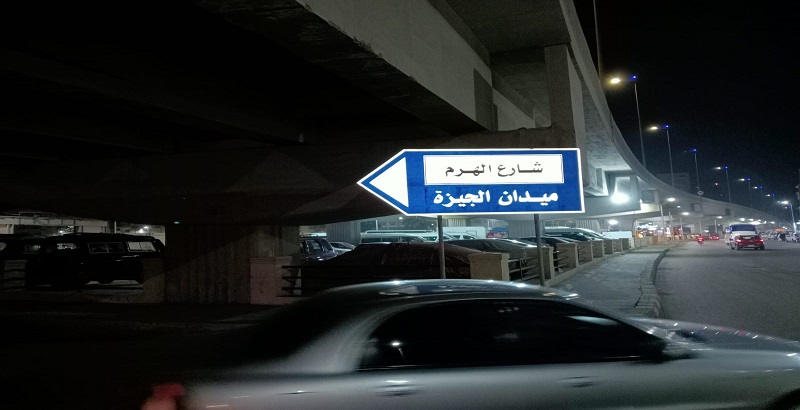 شارع الهرم
ميدان الجيزة